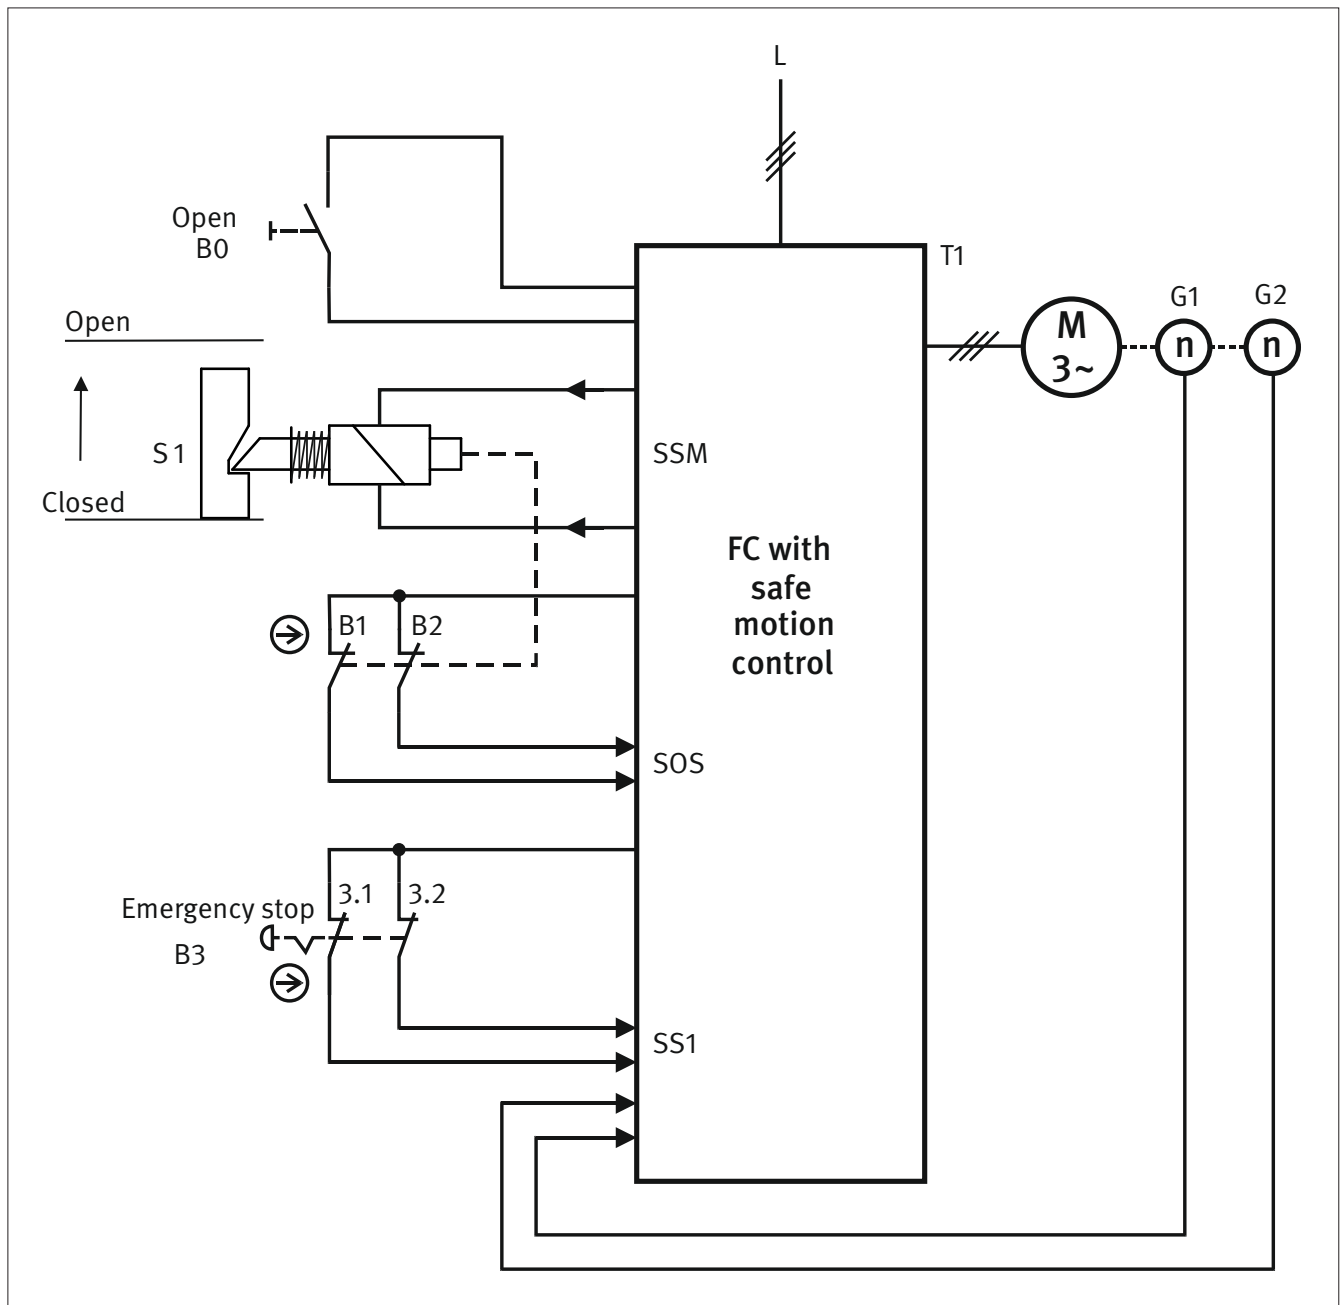 L
Open
B0
T1
G1
G2
M
3~
n
n
Open
S1
Closed
SSM
FC with
safe
motion
control
B1
B2
SOS
3.1
3.2
Emergency stop
B3
SS1